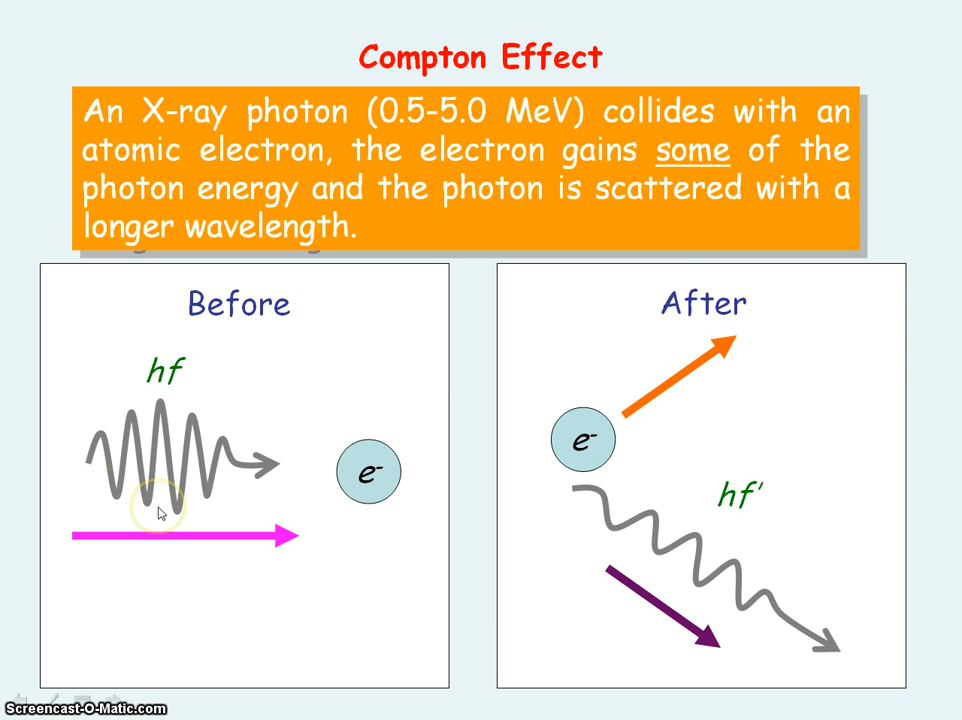 Compton Effect
An X-ray photon (0.5-5.0 MeV) collides with an
atomic electron, the electron gains some of the
photon energy and the photon is scattered with a
longer wavelength.
Before
hf
e-
After
e-
hf'
Screencast-O-Matic.com